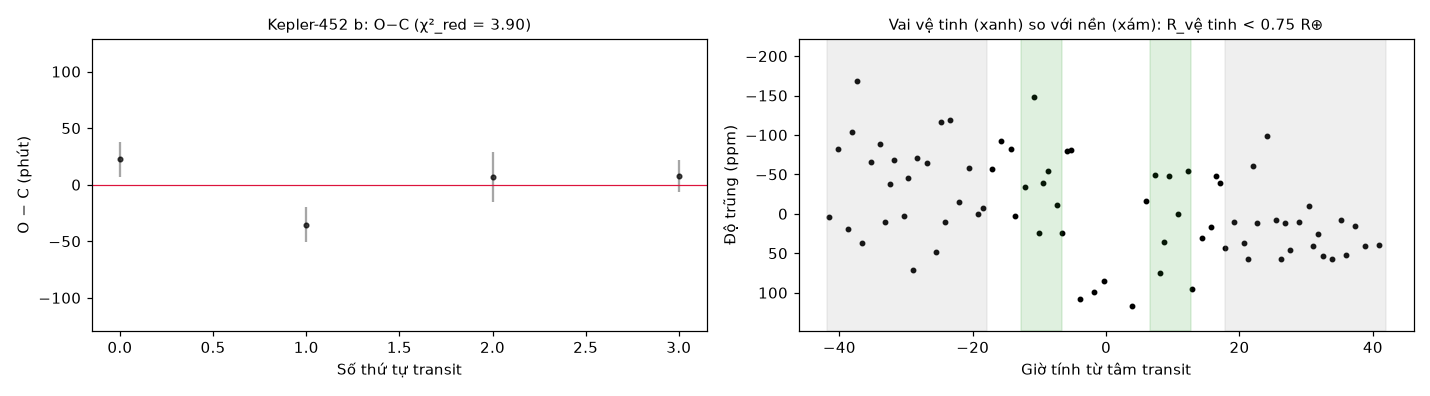 Kepler-452 b: O−C (χ²_red = 3.90)
O − C (phút)
100
50
0
−50
−100
0.0 0.5 1.0 1.5 2.0 2.5 3.0
Số thứ tự transit
Vai vệ tinh (xanh) so với nền (xám): R_vệ tinh < 0.75 R⊕
Độ trũng (ppm)
−200
−150
−100
−50
0
50
100
−40 −20 0 20 40
Giờ tính từ tâm transit